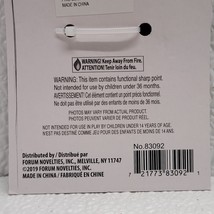 MADE IN CHINA
WARNING! Keep Away From Fire.
ATTENTION! Tenir loin du feu.
WARNING: This item contains functional sharp point.
Not intended for use by children under 36 months.
AVERTISSEMENT: Cet élément contient un point pointu fonctionnel.
Ne pas destiné à être utilisé par des enfants de moins de 36 mois.
PHOTOS MAY VARY FROM ACTUAL PRODUCT
PHOTOS PEUVENT VARIER DE PRODUIT REEL.
NOT INTENDED FOR USE IN PLAY BY CHILDREN UNDER 14 YEARS OF AGE.
N'EST PAS DESTINE COMME JEU POUR DES ENFANTS DE MOINS DE 14 ANS.
Distributed by / Distribué par
FORUM NOVELTIES, INC., MELVILLE, NY 11747
©2019 FORUM NOVELTIES, INC.
MADE IN CHINA / FABRIQUÉ EN CHINE
No.83092
7 21773 83092 1